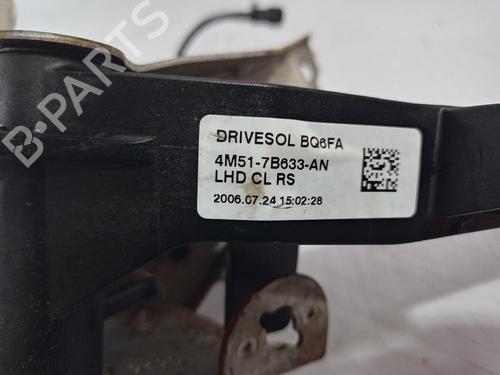 DRIVESOL BQ6FA
4M51-7B633-AN
LHD CL RS
2006.07.24 15:02:28
B-PARTS